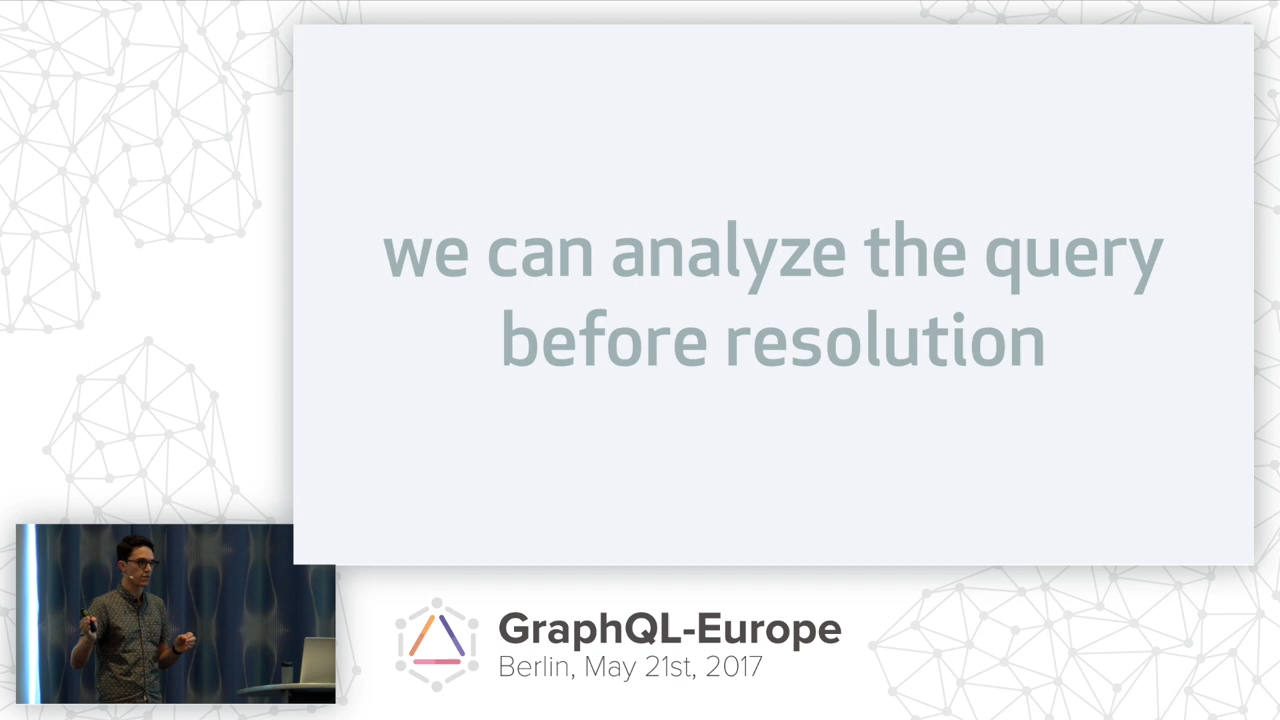 we can analyze the query
before resolution
GraphQL-Europe
Berlin, May 21st, 2017